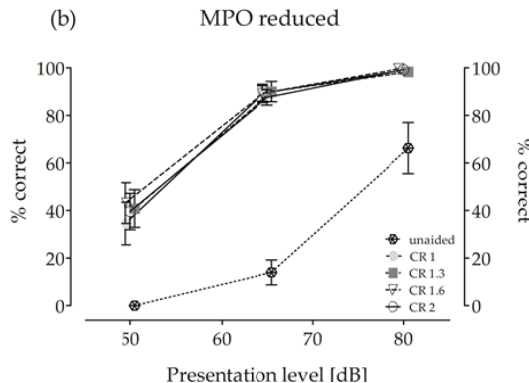 (b) MPO reduced
100 100
80 80
60 60
40 40
20 20
0 0
% correct
% correct
unaided
CR 1
CR 1.3
CR 1.6
CR 2
50 60 70 80
Presentation level [dB]